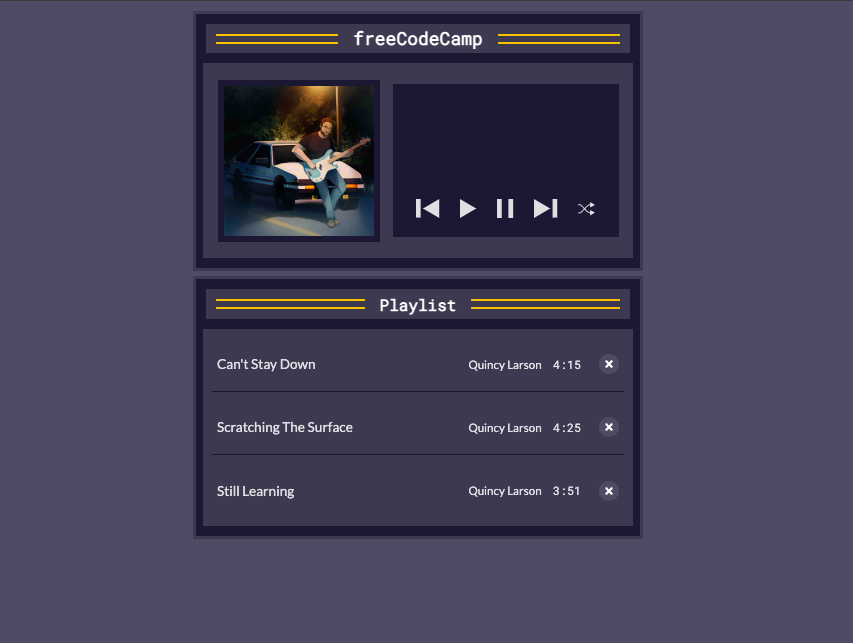 freeCodeCamp
Playlist
Can't Stay Down Quincy Larson 4:15
Scratching The Surface Quincy Larson 4:25
Still Learning Quincy Larson 3:51